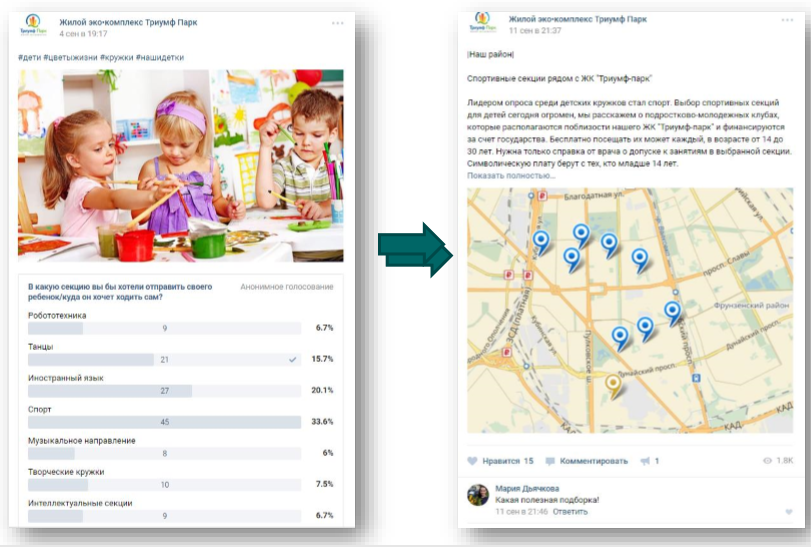 Жилой эко-комплекс Триумф Парк
4 сен в 19:17
#дети #цветыжизни #кружки #нашидетки
В какую секцию вы бы хотели отправить своего
ребенок/куда он хочет ходить сам?
Анонимное голосование
Робототехника
9 6.7%
Танцы
21 15.7%
Иностранный язык
27 20.1%
Спорт
45 33.6%
Музыкальное направление
8 6%
Творческие кружки
10 7.5%
Интеллектуальные секции
9 6.7%
Жилой эко-комплекс Триумф Парк
11 сен в 21:37
|Наш район|
Спортивные секции рядом с ЖК "Триумф-парк"
Лидером опроса среди детских кружков стал спорт. Выбор спортивных секций
для детей сегодня огромен, мы расскажем о подростково-молодежных клубах,
которые располагаются поблизости нашего ЖК "Триумф-парк" и финансируются
за счет государства. Бесплатно посещать их может каждый, в возрасте от 14 до
30 лет. Нужна только справка от врача о допуске к занятиям в выбранной секции.
Символическую плату берут с тех, кто младше 14 лет.
Показать полностью...
Благодатная ул.
просп. Славы
Фрунзенский район
ЗСД (платная)
Кубинская ул.
Пулковское ш.
Дунайский просп.
Дунайский просп.
КАД
КАД
Нравится 15 Комментировать 1 1.8K
Мария Дьячкова
Какая полезная подборка!
11 сен в 21:46 Ответить